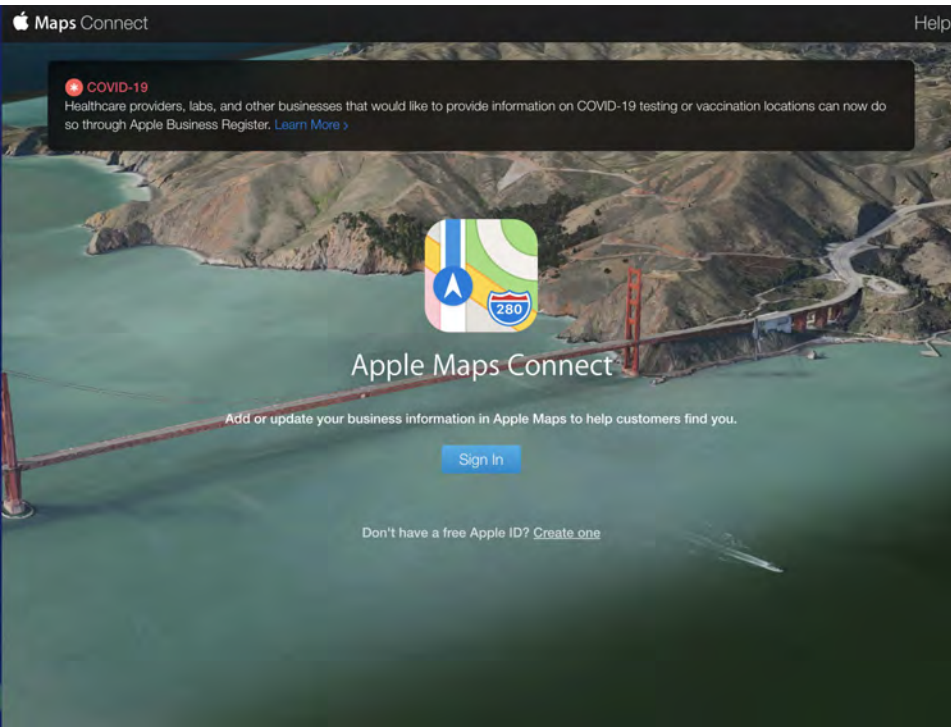 Maps Connect
Help
COVID-19
Healthcare providers, labs, and other businesses that would like to provide information on COVID-19 testing or vaccination locations can now do
so through Apple Business Register. Learn More >
280
Apple Maps Connect
Add or update your business information in Apple Maps to help customers find you.
Sign In
Don't have a free Apple ID? Create one